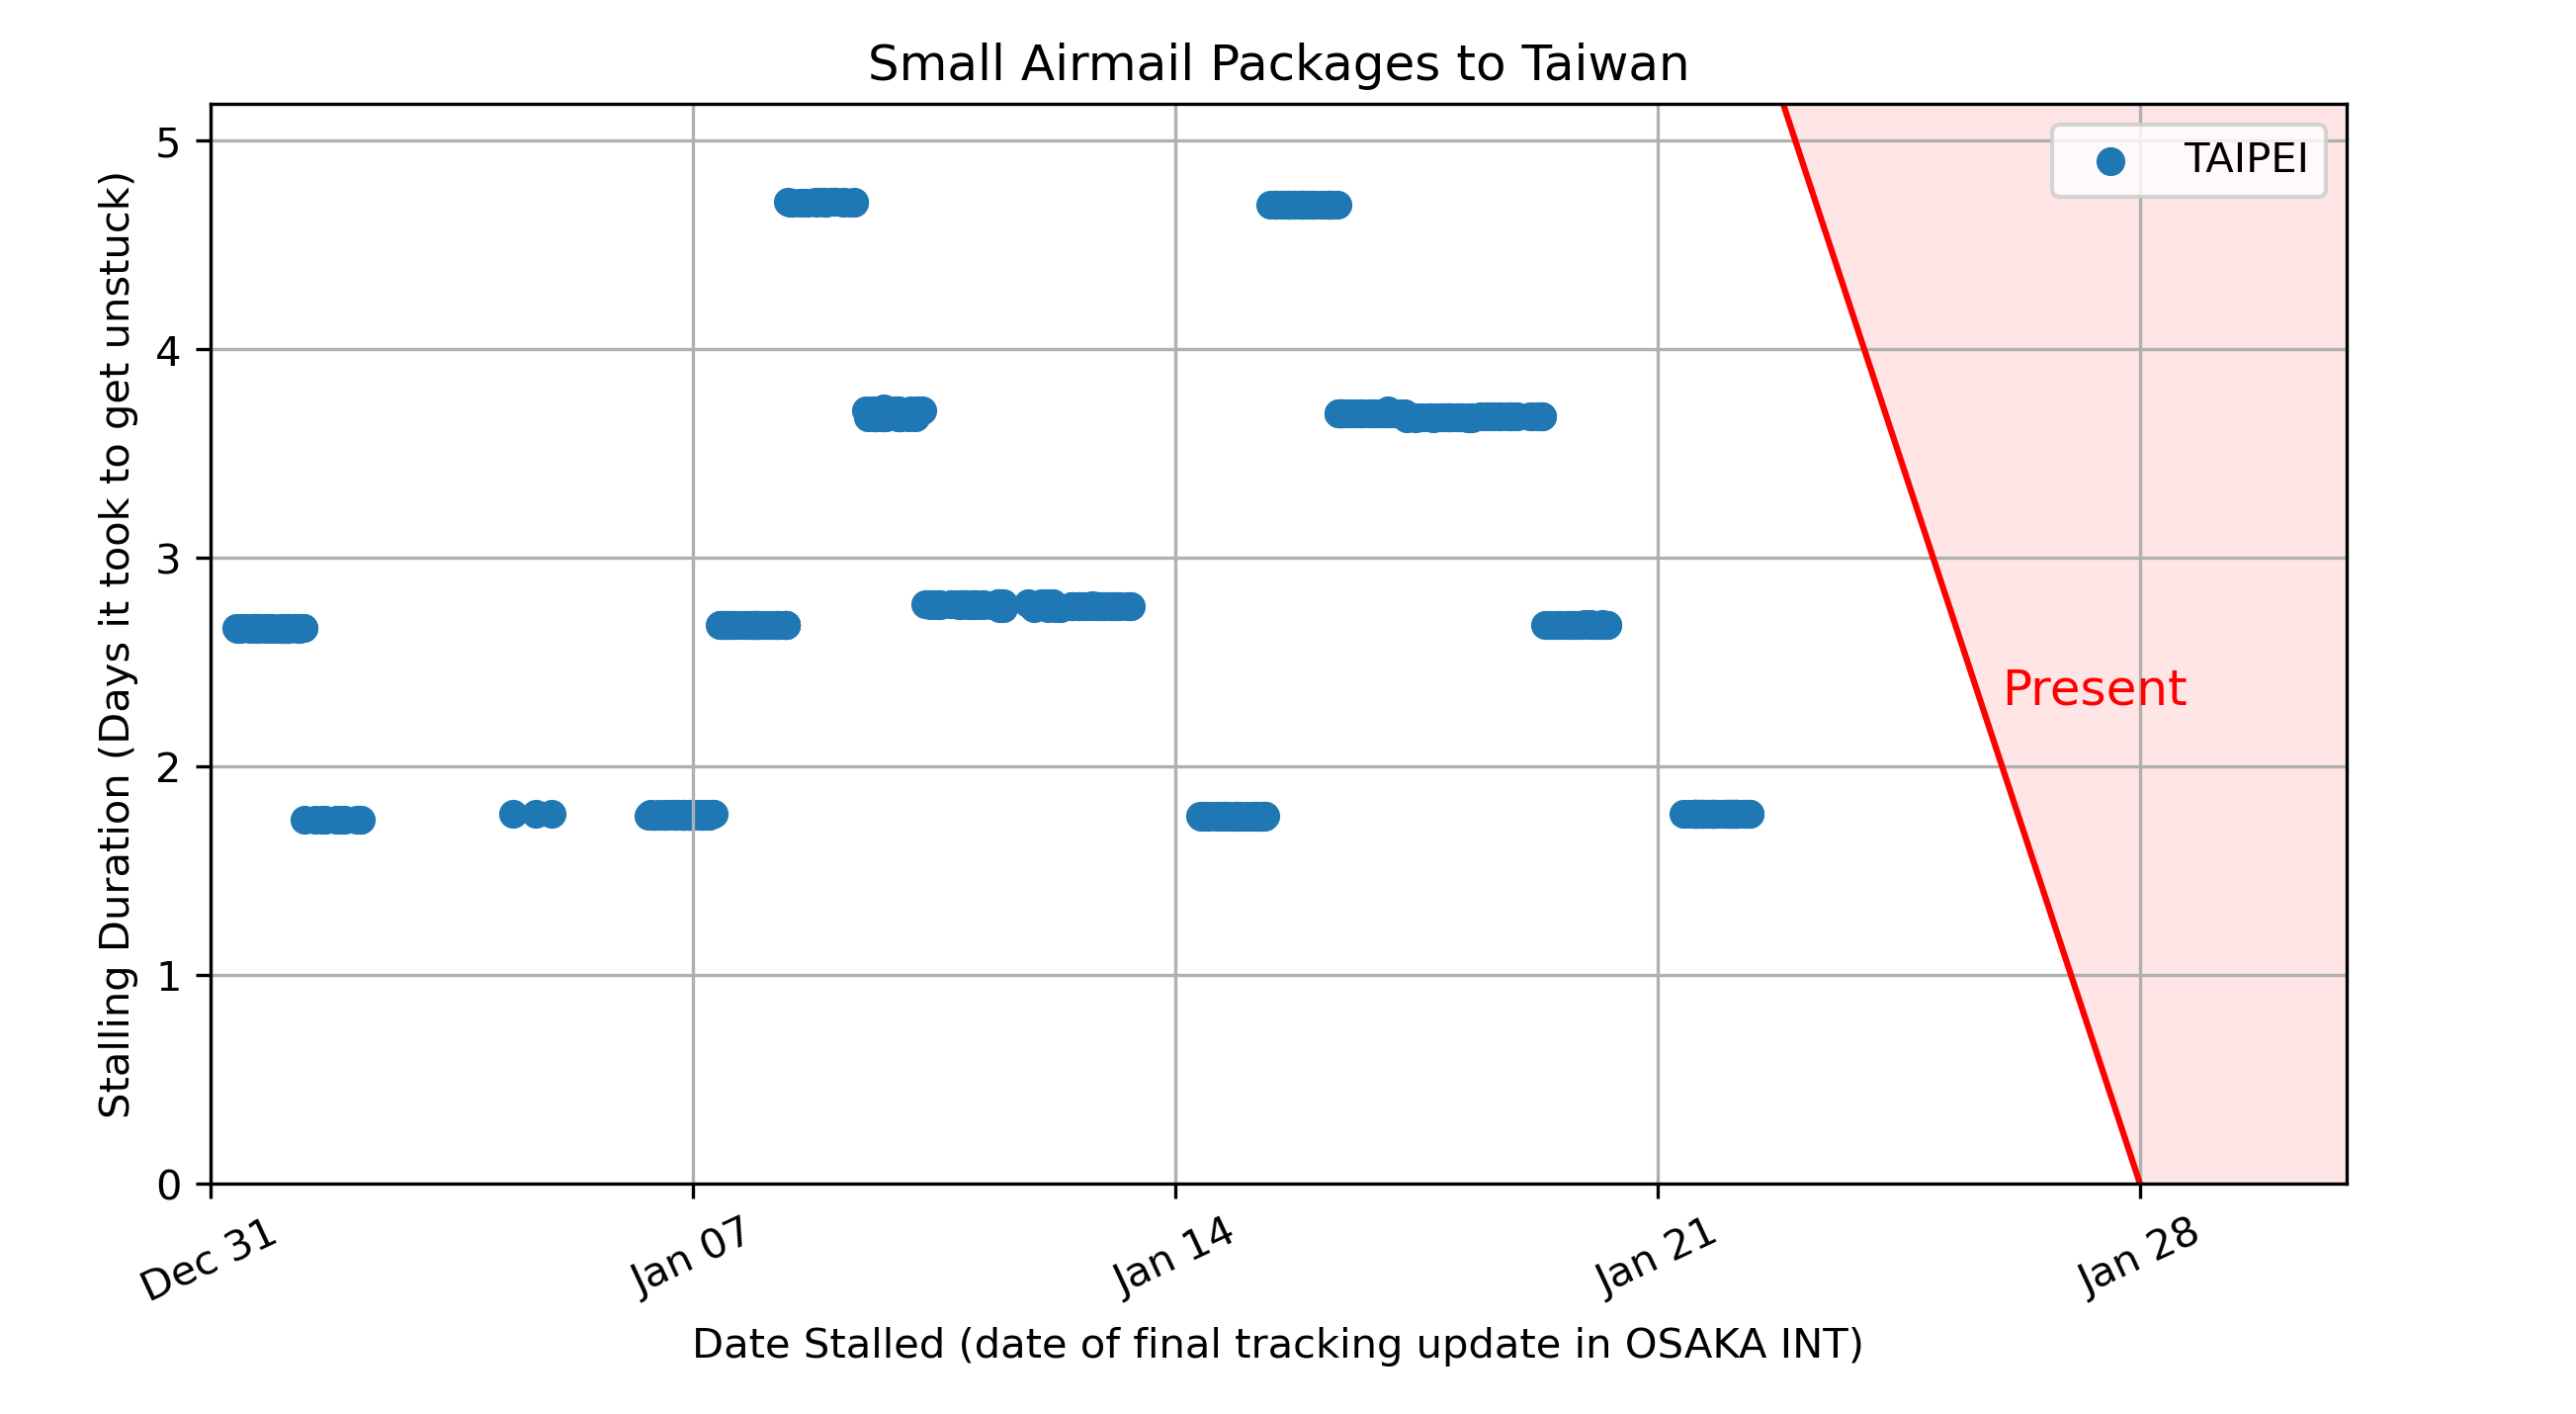 Small Airmail Packages to Taiwan
Stalling Duration (Days it took to get unstuck)
5
4
3
2
1
0
TAIPEI
Present
Dec 31
Jan 07
Jan 14
Jan 21
Jan 28
Date Stalled (date of final tracking update in OSAKA INT)